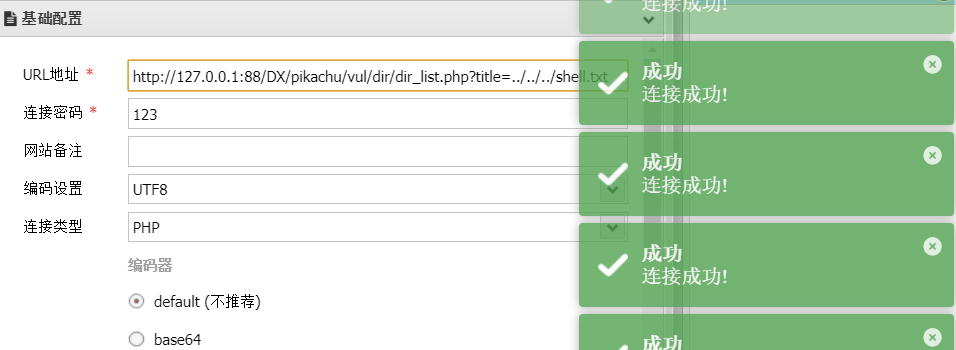 连接成功!
基础配置
URL地址 *
http://127.0.0.1:88/DX/pikachu/vul/dir/dir_list.php?title=../../../shell.txt
成功
连接成功!
连接密码 *
123
网站备注
成功
连接成功!
编码设置
UTF8
连接类型
PHP
成功
连接成功!
编码器
default (不推荐)
base64
成功